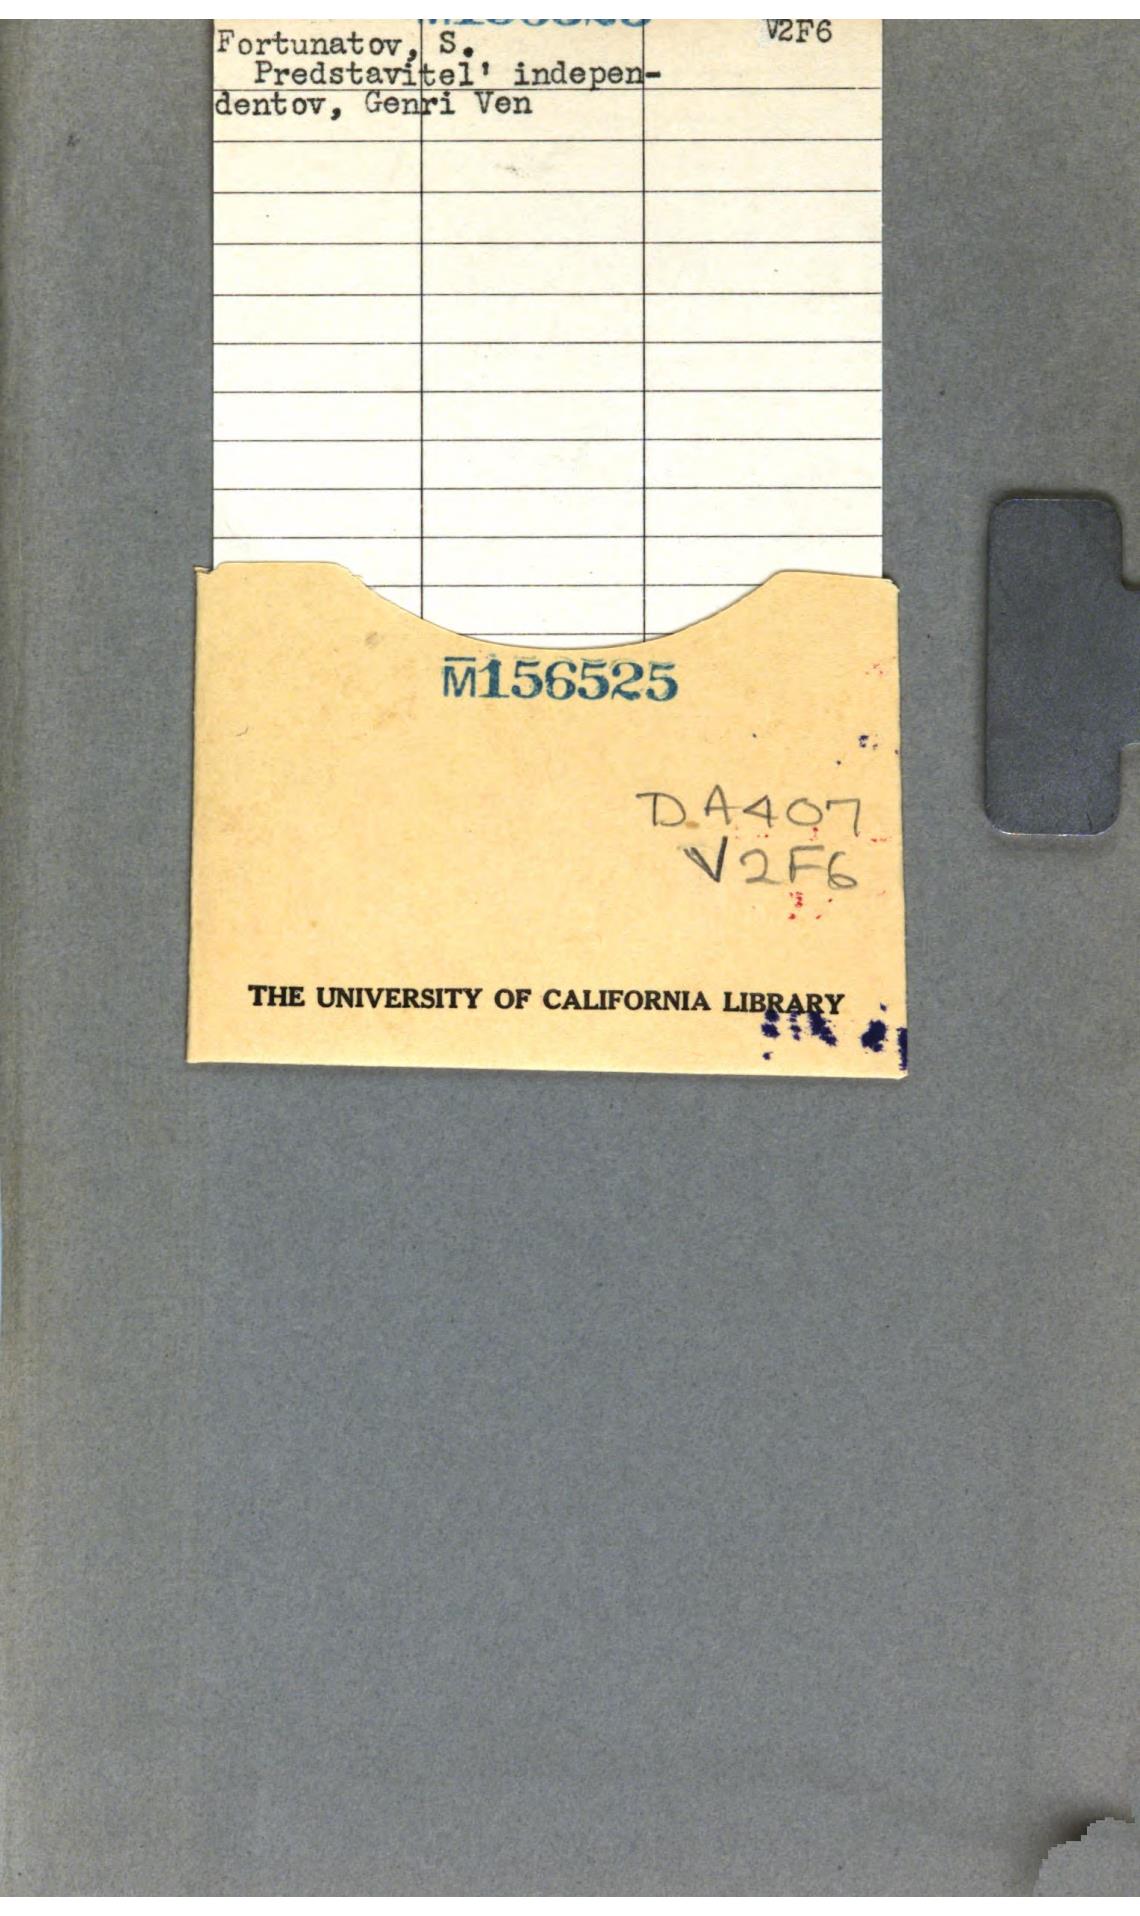 V2F6
Fortunatov, S.
Predstavitel' indepen-
dentov, Genri Ven
M156525
DA407
V2F6
THE UNIVERSITY OF CALIFORNIA LIBRARY